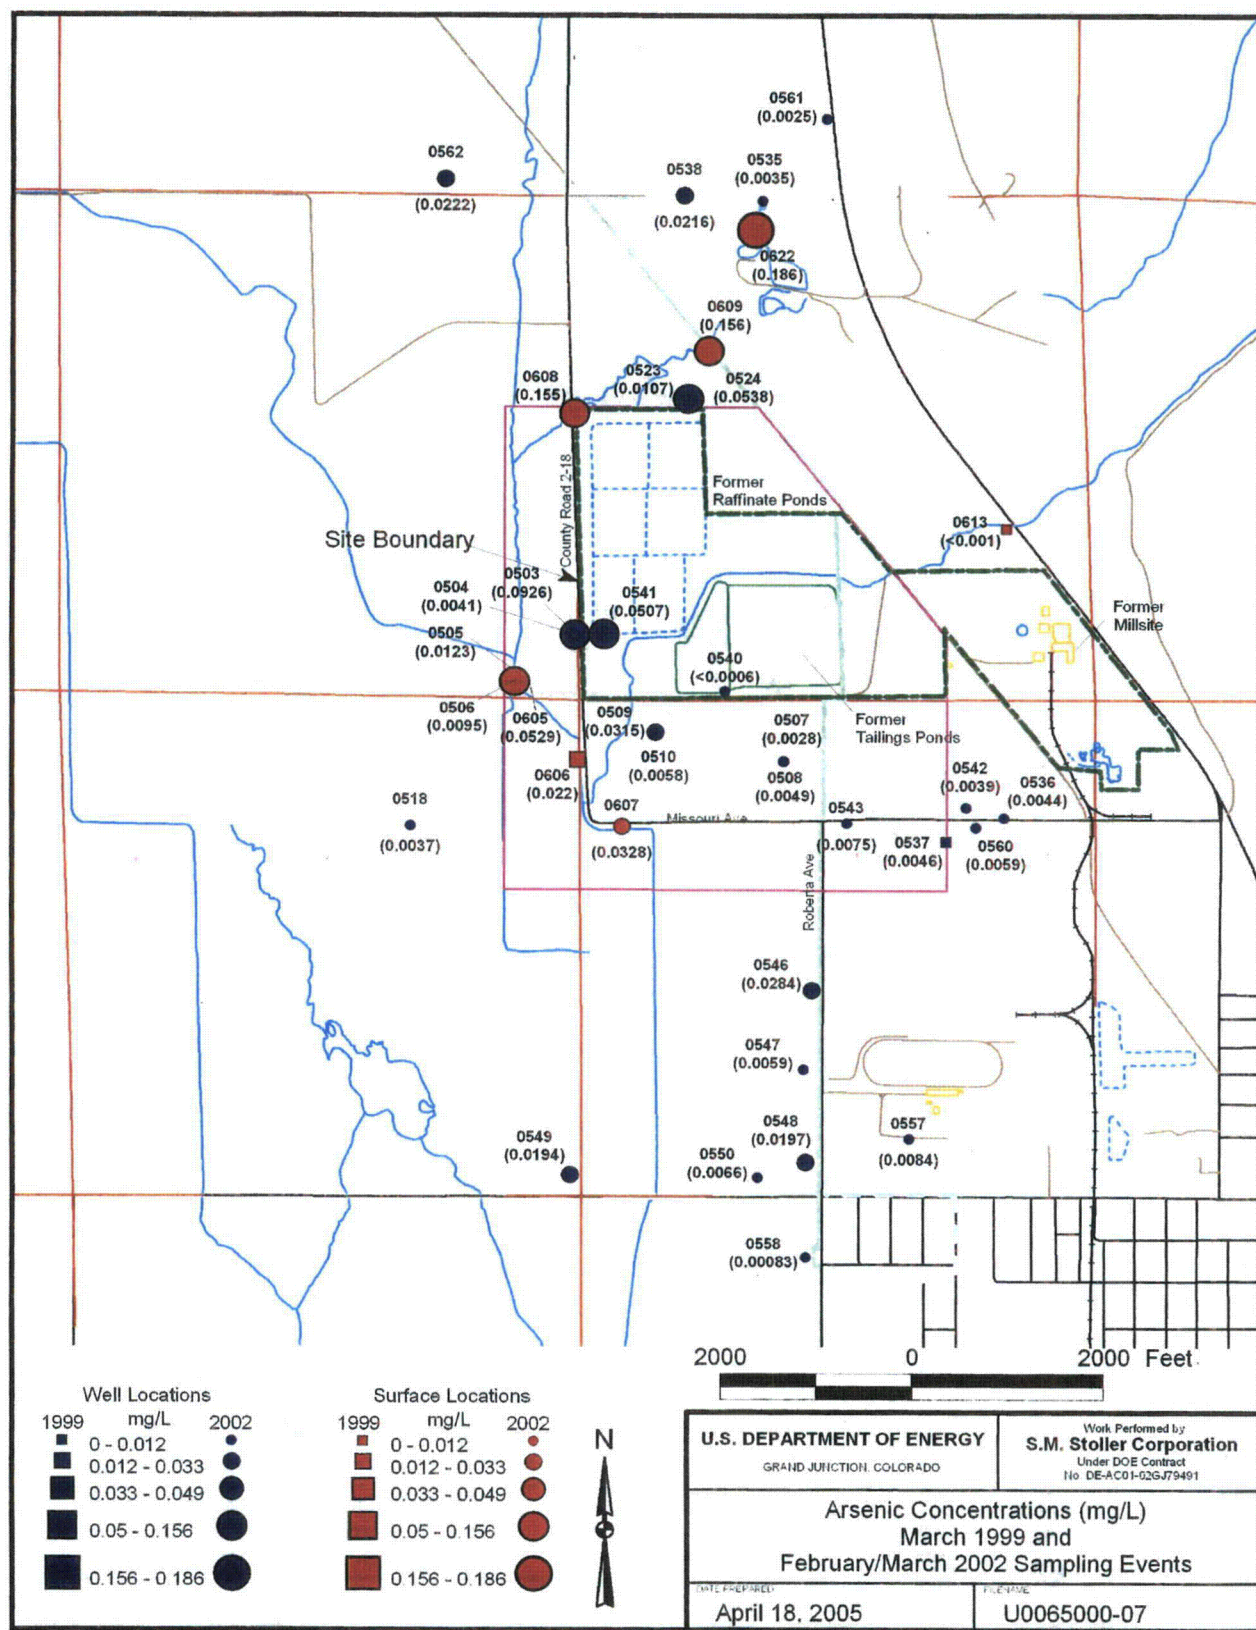 0561
(0.0025)
0562
(0.0222)
0538
(0.0216)
0535
(0.0035)
0622
(0.186)
0609
(0.156)
0608
(0.155)
0523
(0.0107)
0524
(0.0538)
County Road 2-18
Former
Raffinate Ponds
0613
(<0.001)
Site Boundary
0503
(0.0926)
0504
(0.0041)
0541
(0.0507)
Former
Millsite
0505
(0.0123)
0540
(<0.0006)
0506
(0.0095)
0605
(0.0529)
0509
(0.0315)
0510
(0.0058)
0507
(0.0028)
0508
(0.0049)
Former
Tailings Ponds
0606
(0.022)
0542
(0.0039)
0536
(0.0044)
0518
(0.0037)
0607
(0.0328)
Missouri Ave
0543
(0.0075)
0537
(0.0046)
0560
(0.0059)
Roberta Ave
0546
(0.0284)
0547
(0.0059)
0548
(0.0197)
0557
(0.0084)
0549
(0.0194)
0550
(0.0066)
0558
(0.00083)
2000 0 2000 Feet
Well Locations
1999 mg/L 2002
0 - 0.012
0.012 - 0.033
0.033 - 0.049
0.05 - 0.156
0.156 - 0.186
Surface Locations
1999 mg/L 2002
0 - 0.012
0.012 - 0.033
0.033 - 0.049
0.05 - 0.156
0.156 - 0.186
N
U.S. DEPARTMENT OF ENERGY
GRAND JUNCTION, COLORADO
Work Performed by
S.M. Stoller Corporation
Under DOE Contract
No. DE-AC01-02GJ79491
Arsenic Concentrations (mg/L)
March 1999 and
February/March 2002 Sampling Events
DATE PREPARED
April 18, 2005
FILENAME
U0065000-07